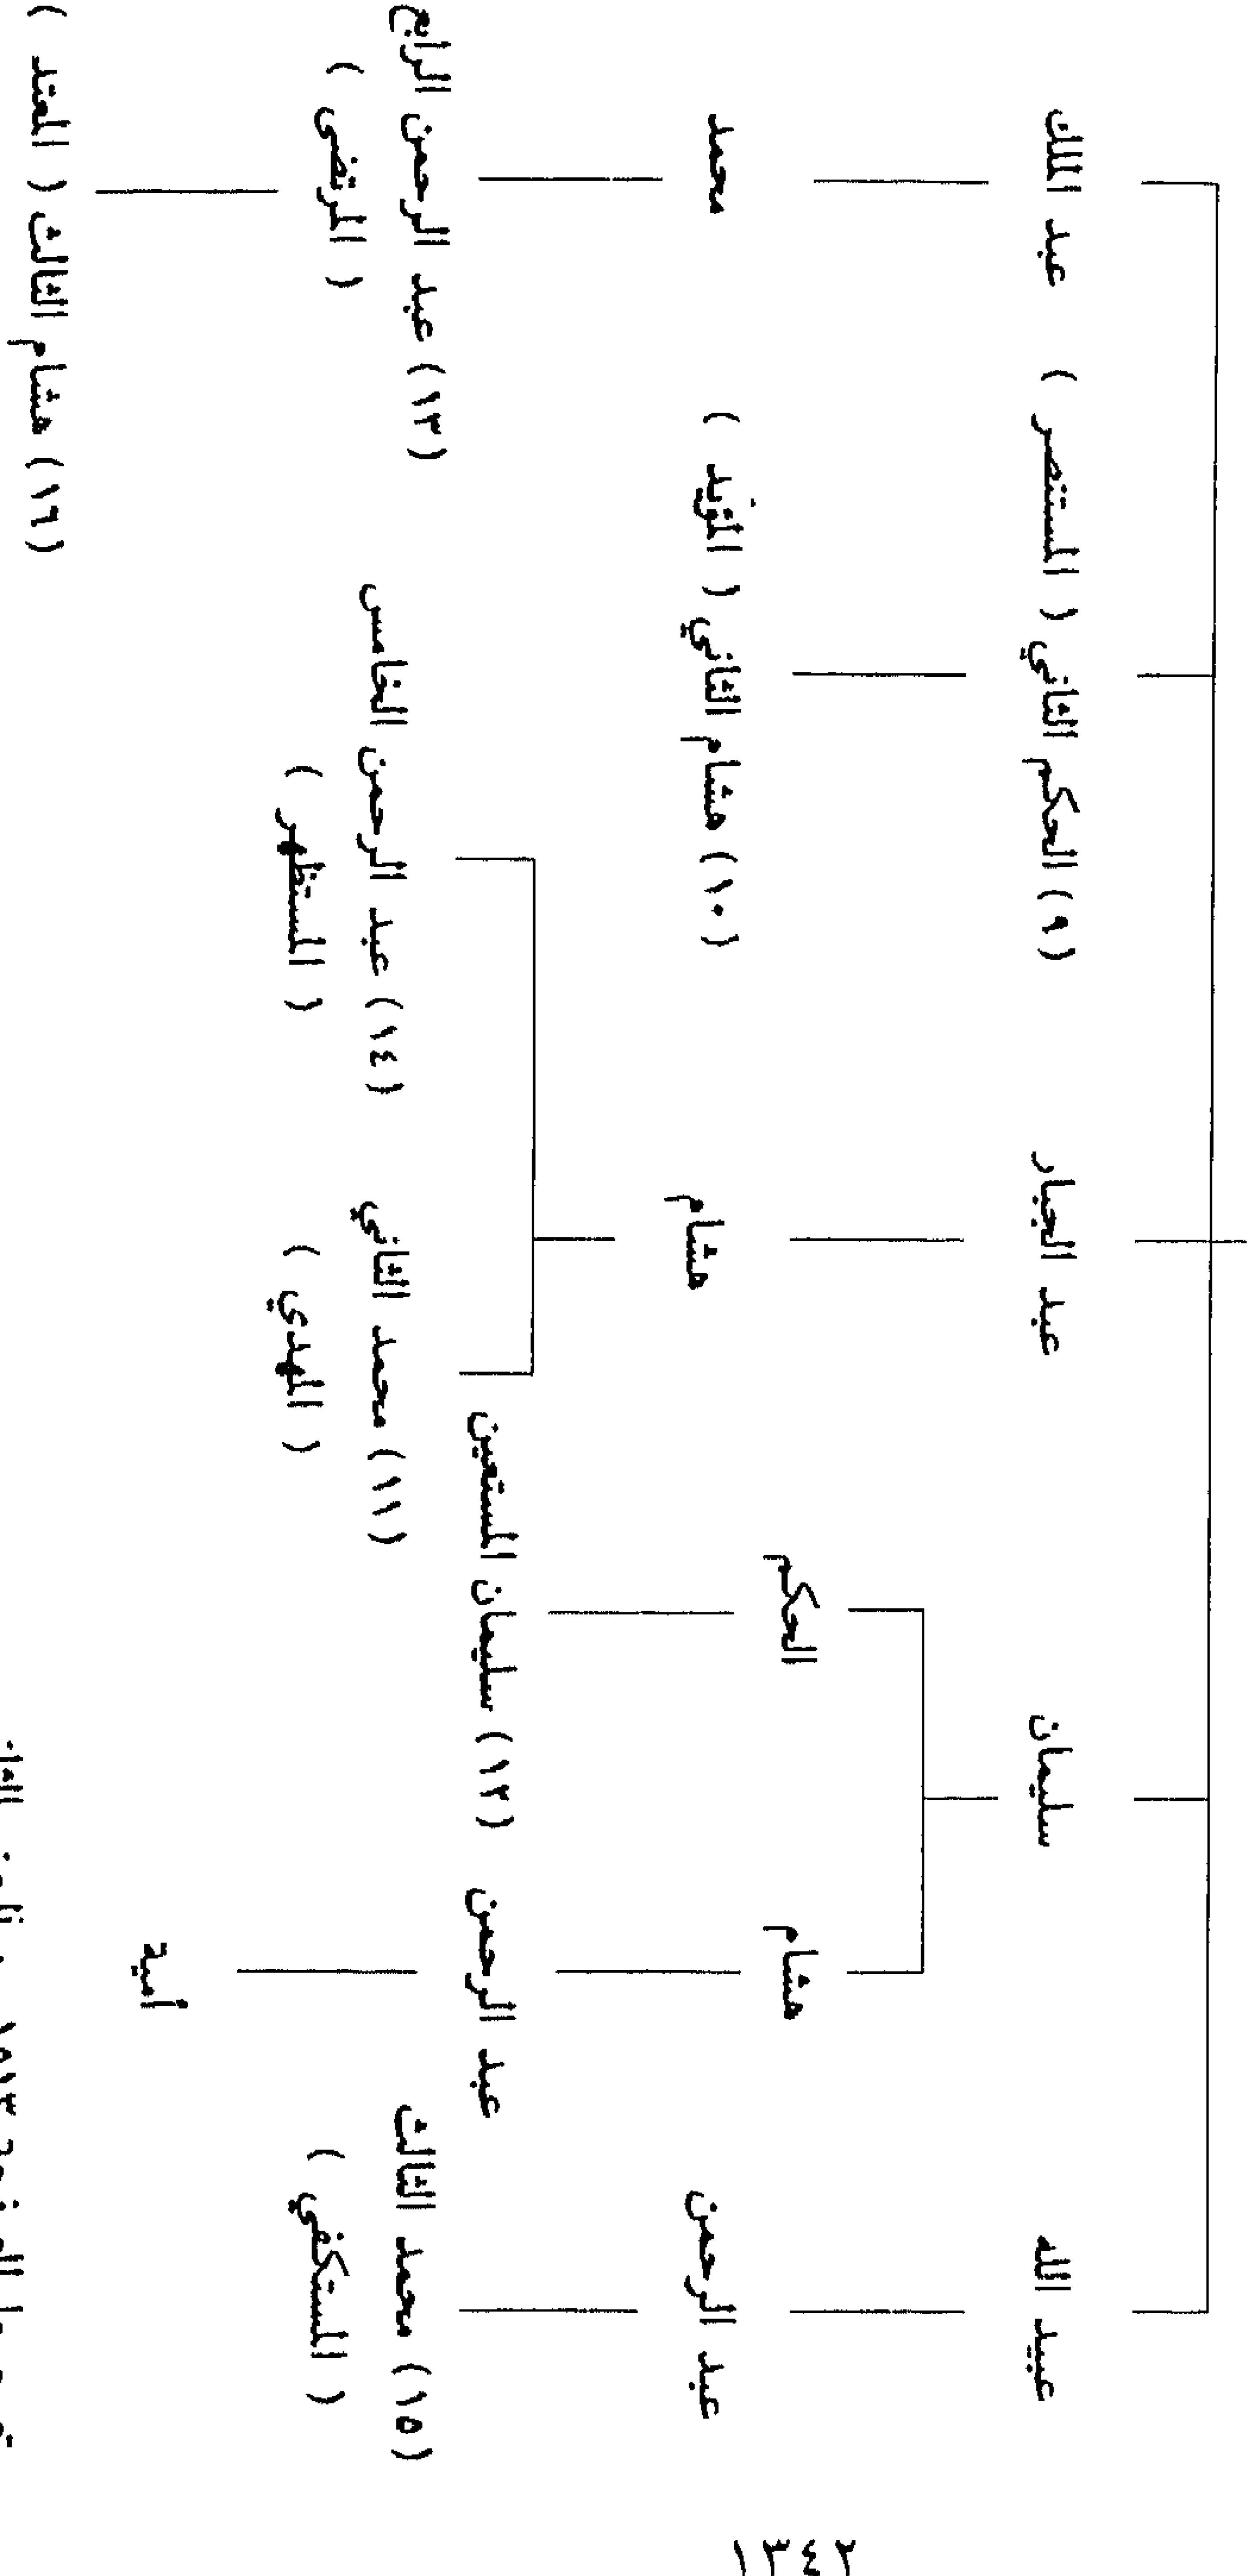 عبيد الله
سليمان
عبد الجبار
(٩) الحكم الثاني ( المستنصر )
عبد الملك
هشام
الحكم
عبد الرحمن
هشام
(١٠) هشام الثاني ( المؤيد )
محمد
عبد الرحمن
(١٢) سليمان المستعين
(١٥) محمد الثالث
( المستكفي )
(١١) محمد الثاني
( المهدي )
(١٤) عبد الرحمن الخامس
( المستظهر )
(١٣) عبد الرحمن الرابع
( المرتضى )
أمية
(١٦) هشام الثالث ( المعتد )
١٣٤٢